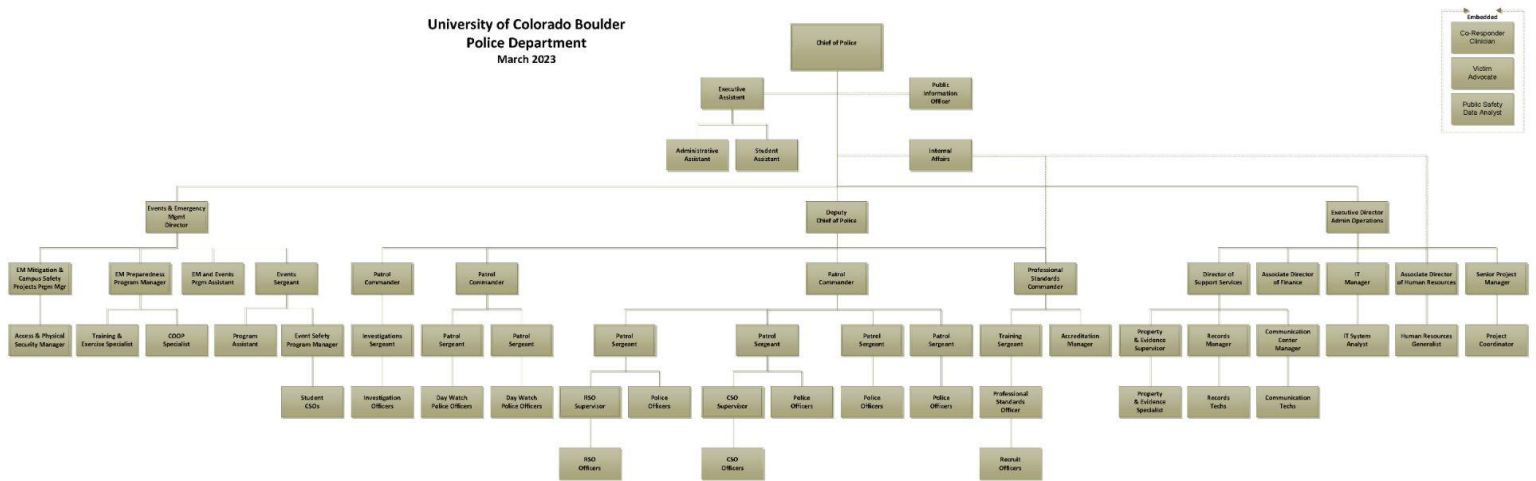 University of Colorado Boulder
Police Department
March 2023
Embedded
Co-Responder
Clinician
Victim
Advocate
Public Safety
Data Analyst
Chief of Police
Executive
Assistant
Public
Information
Officer
Administrative
Assistant
Student
Assistant
Internal
Affairs
Events & Emergency
Mgmt
Director
Deputy
Chief of Police
Executive Director
Admin Operations
EM Mitigation &
Campus Safety
Projects Prgm Mgr
EM Preparedness
Program Manager
EM and Events
Prgm Assistant
Events
Sergeant
Patrol
Commander
Patrol
Commander
Patrol
Commander
Professional
Standards
Commander
Director of
Support Services
Associate Director
of Finance
IT
Manager
Associate Director
of Human Resources
Senior Project
Manager
Access & Physical
Security Manager
Training &
Exercise Specialist
COOP
Specialist
Program
Assistant
Event Safety
Program Manager
Investigations
Sergeant
Patrol
Sergeant
Patrol
Sergeant
Patrol
Sergeant
Patrol
Sergeant
Patrol
Sergeant
Patrol
Sergeant
Training
Sergeant
Accreditation
Manager
Property
& Evidence
Supervisor
Records
Manager
Communication
Center
Manager
IT System
Analyst
Human Resources
Generalist
Project
Coordinator
Student
CSOs
Investigation
Officers
Day Watch
Police Officers
Day Watch
Police Officers
RSO
Supervisor
Police
Officers
CSO
Supervisor
Police
Officers
Police
Officers
Police
Officers
Professional
Standards
Officer
Property
& Evidence
Specialist
Records
Techs
Communication
Techs
RSO
Officers
CSO
Officers
Recruit
Officers